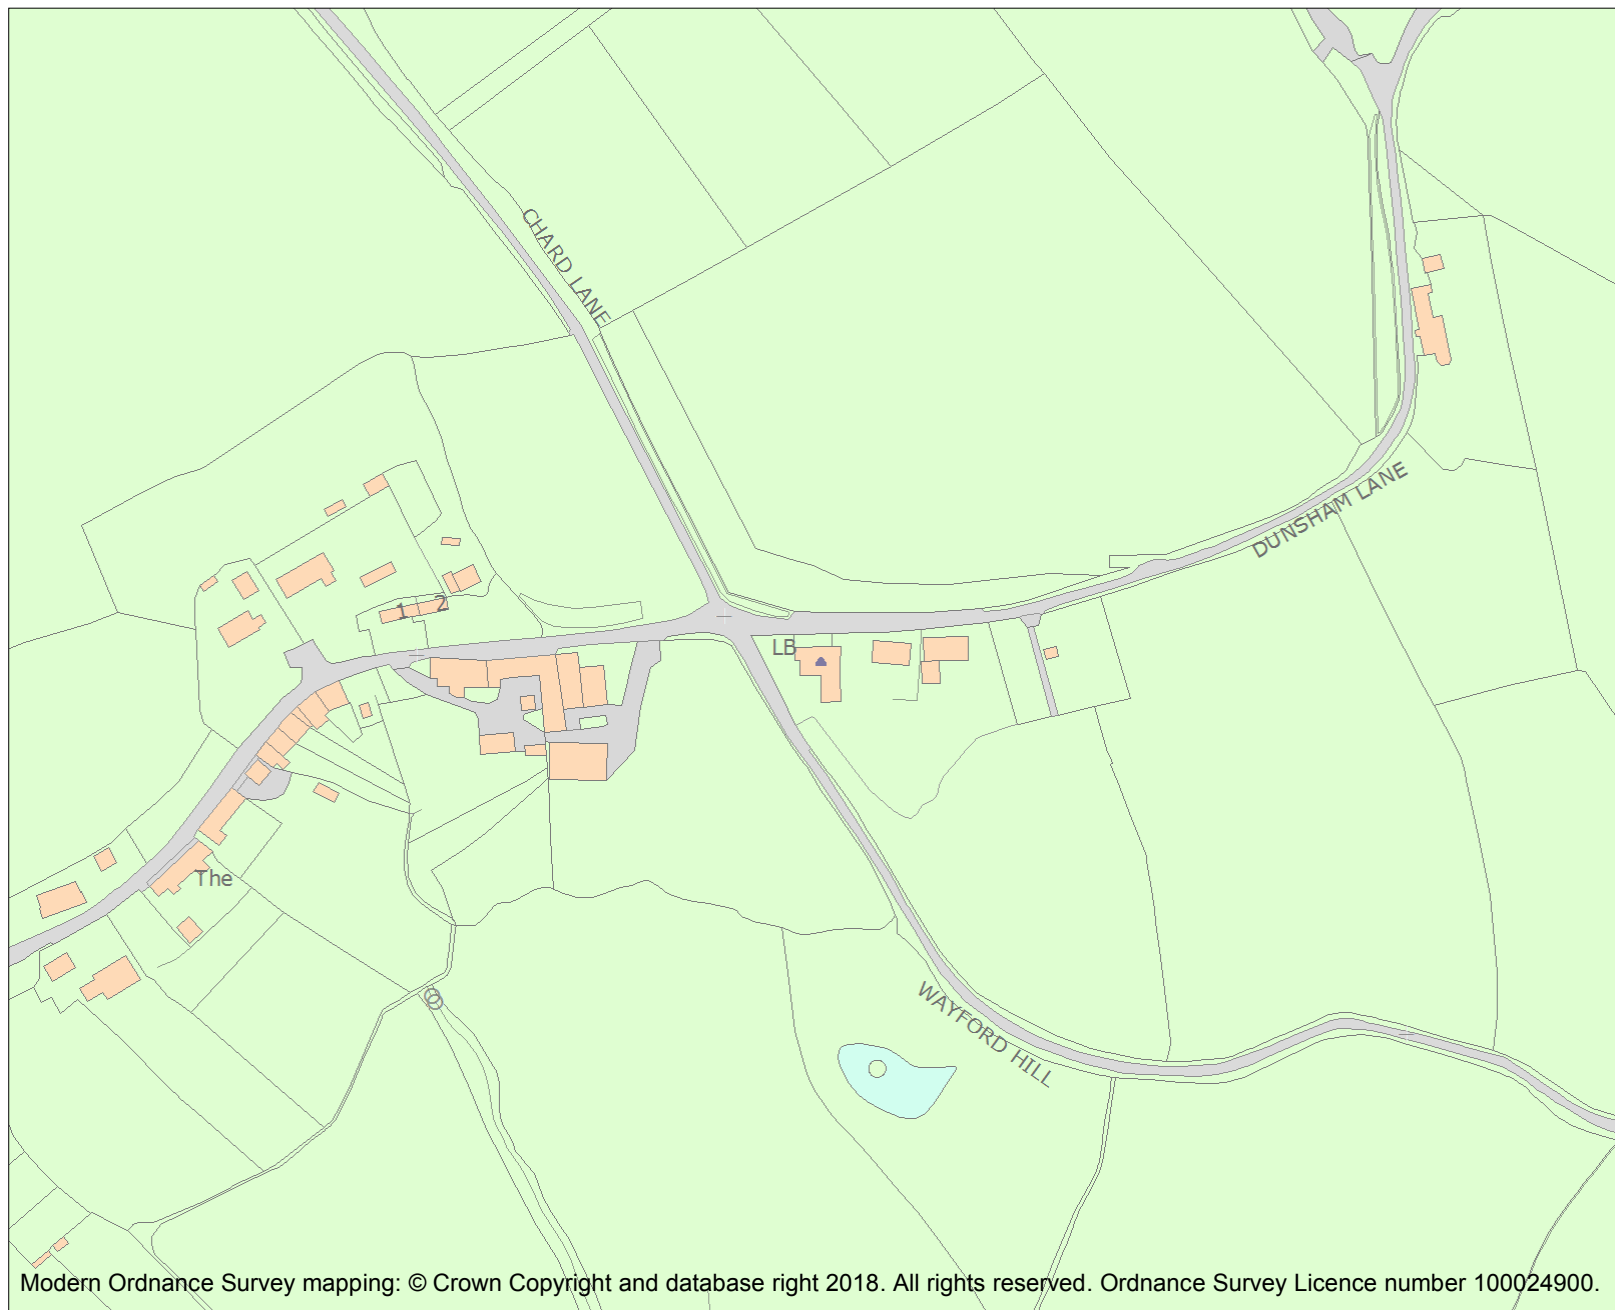 CHARD LANE
DUNSHAM LANE
1 2
LB
The
WAYFORD HILL
Modern Ordnance Survey mapping: © Crown Copyright and database right 2018. All rights reserved. Ordnance Survey Licence number 100024900.